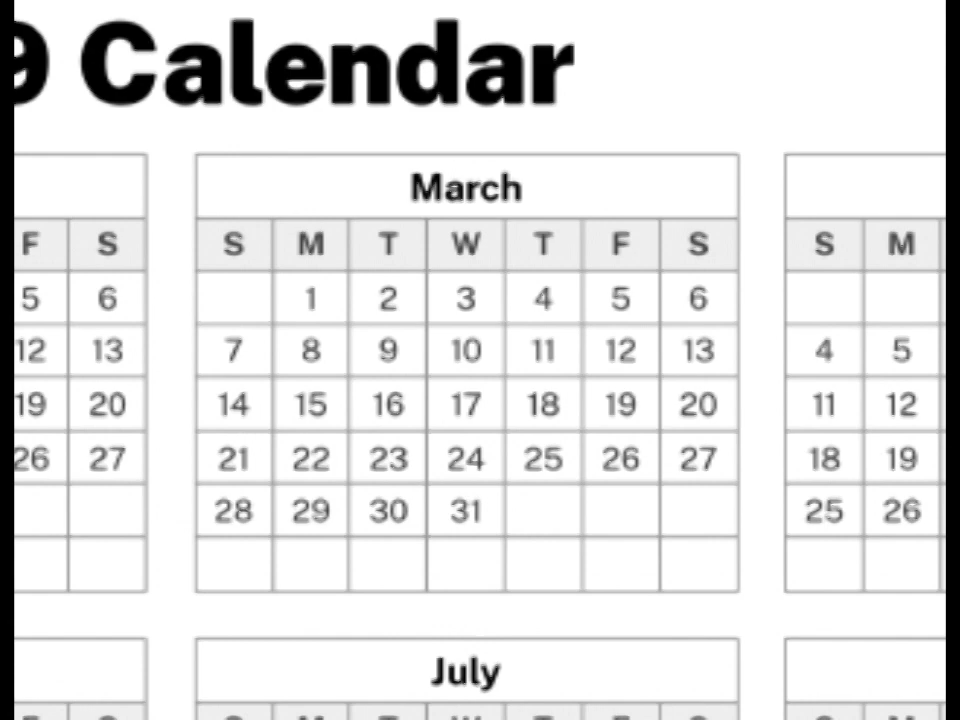 9 Calendar
March
F S S M T W T F S S M
5 6 1 2 3 4 5 6
12 13 7 8 9 10 11 12 13 4 5
19 20 14 15 16 17 18 19 20 11 12
26 27 21 22 23 24 25 26 27 18 19
28 29 30 31 25 26
July